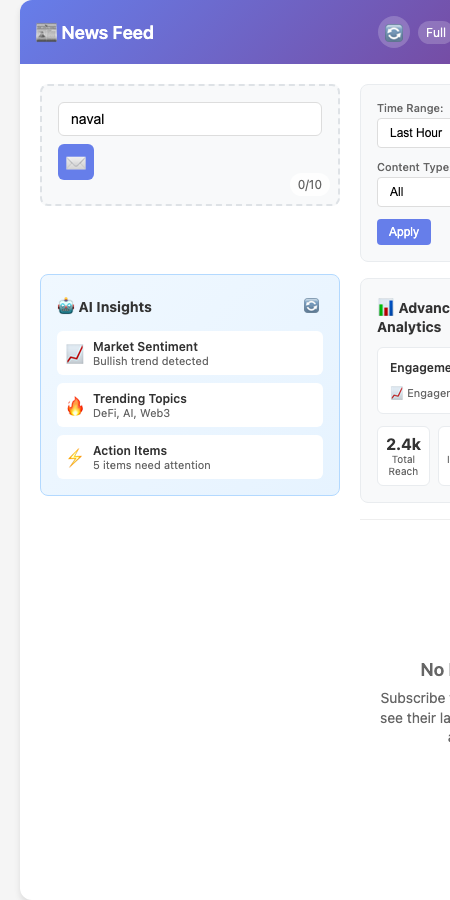 News Feed
Full
naval
0/10
Time Range:
Last Hour
Content Type
All
Apply
AI Insights
Market Sentiment
Bullish trend detected
Trending Topics
DeFi, AI, Web3
Action Items
5 items need attention
Advanc
Analytics
Engageme
Engager
2.4k
Total
Reach
No
Subscribe
see their la